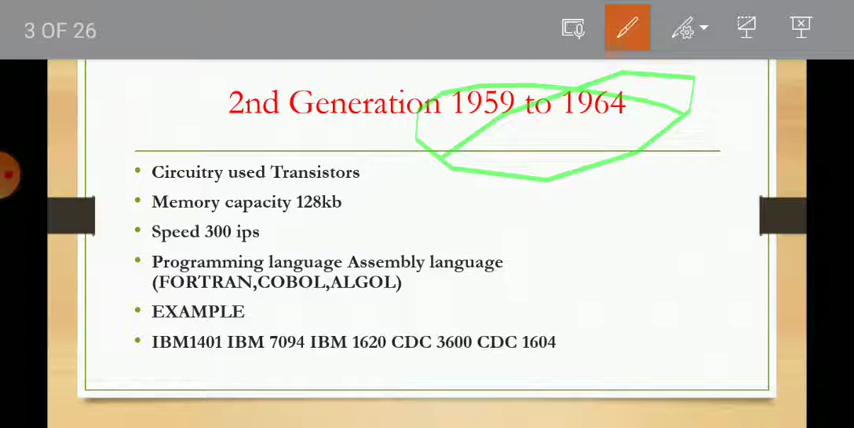 3 OF 26
2nd Generation 1959 to 1964
Circuitry used Transistors
Memory capacity 128kb
Speed 300 ips
Programming language Assembly language
(FORTRAN,COBOL,ALGOL)
EXAMPLE
IBM1401 IBM 7094 IBM 1620 CDC 3600 CDC 1604